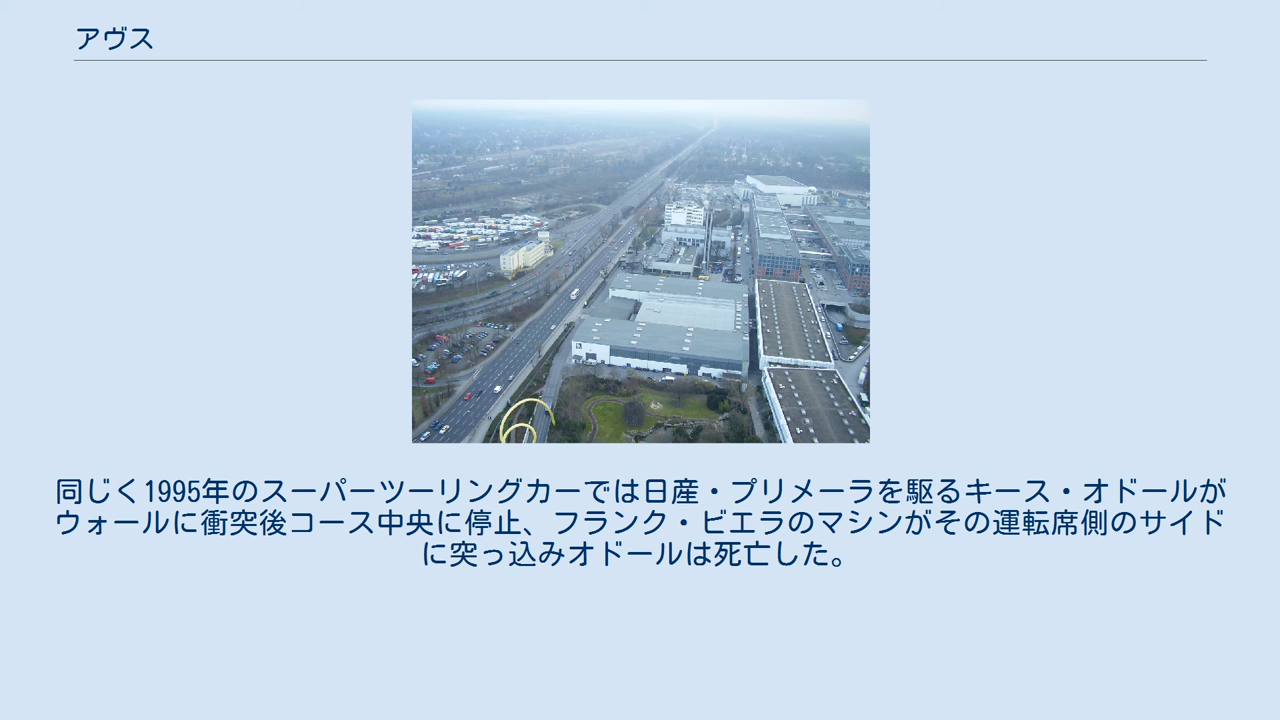 アヴス
同じく1995年のスーパーツーリングカーでは日産・プリメーラを駆るキース・オドールが
ウォールに衝突後コース中央に停止、フランク・ビエラのマシンがその運転席側のサイド
に突っ込みオドールは死亡した。